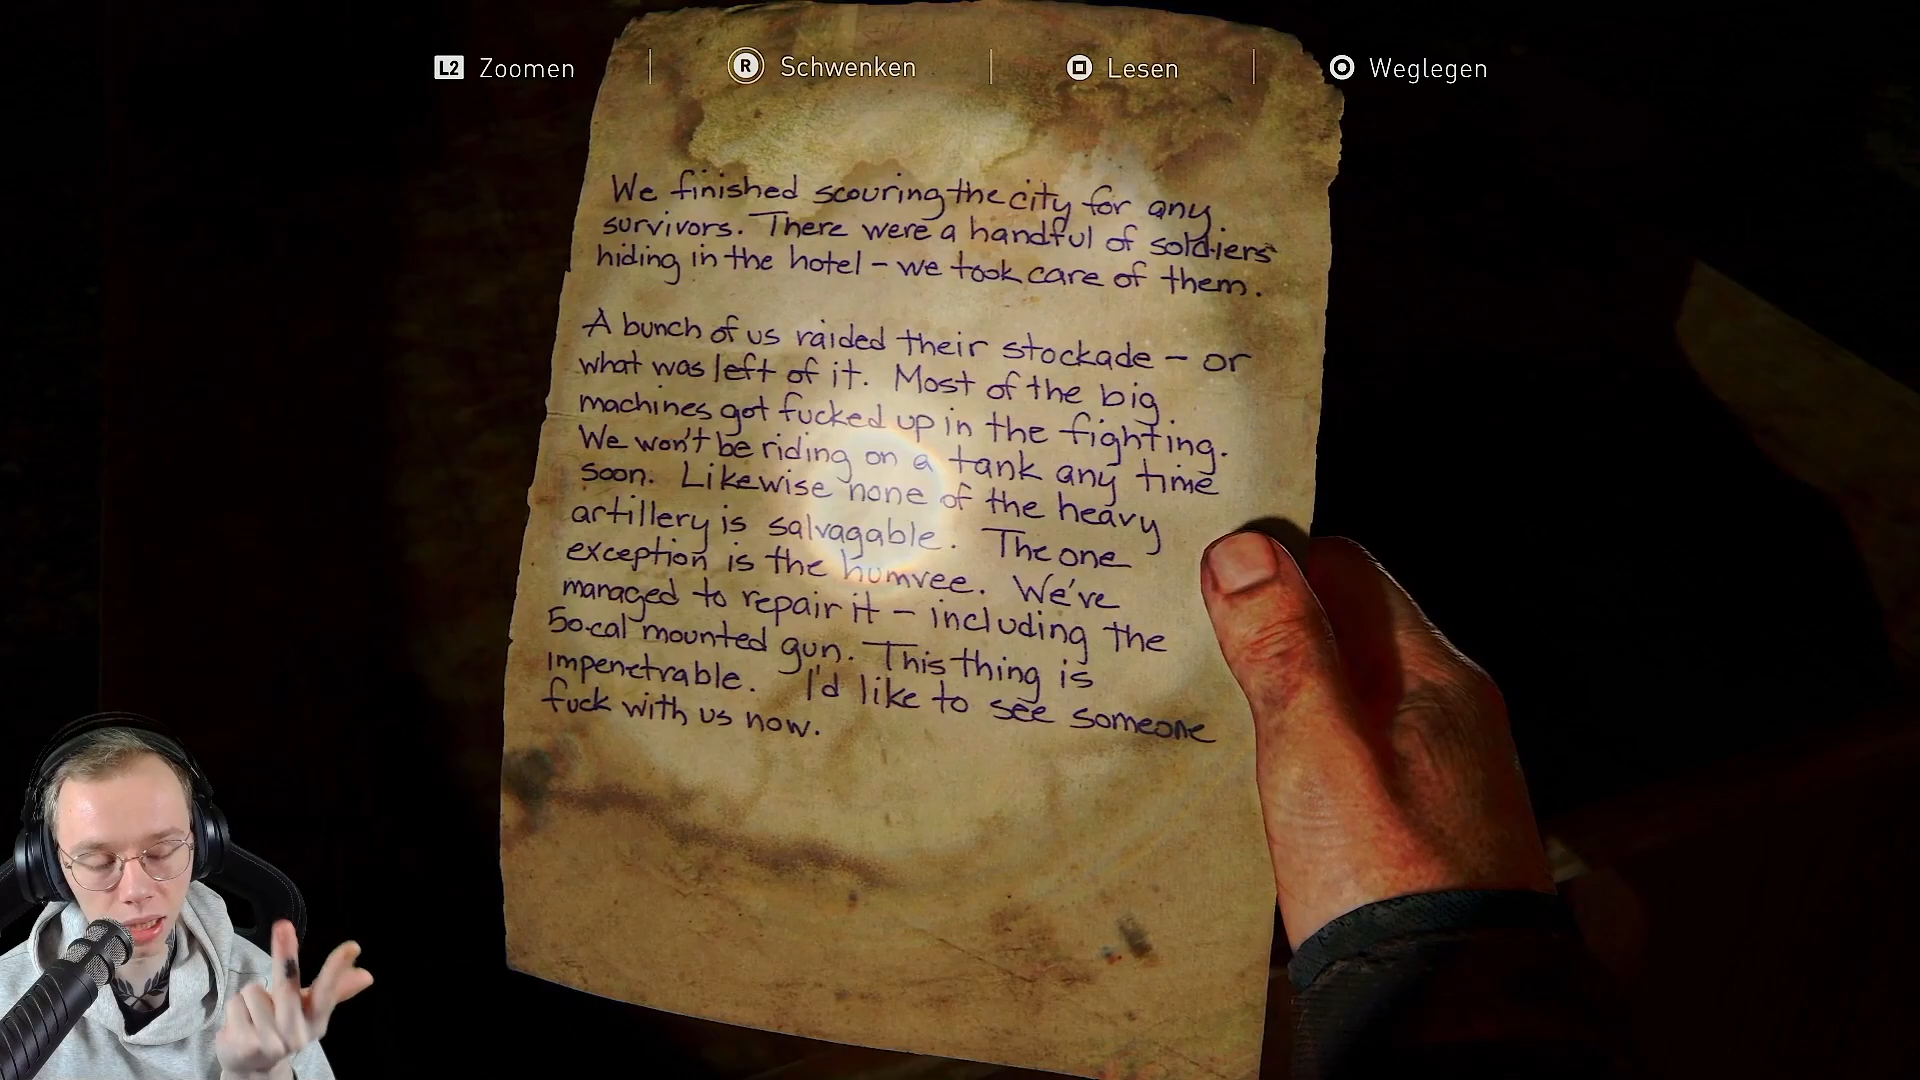 L2 Zoomen R Schwenken Lesen Weglegen
We finished scouring the city for any
survivors. There were a handful of soldiers
hiding in the hotel - we took care of them.
A bunch of us raided their stockade - or
what was left of it. Most of the big
machines got fucked up in the fighting.
We won't be riding on a tank any time
soon. Likewise none of the heavy
artillery is salvagable. The one
exception is the humvee. We've
managed to repair it - including the
50.cal mounted gun. This thing is
impenetrable. I'd like to see someone
fuck with us now.